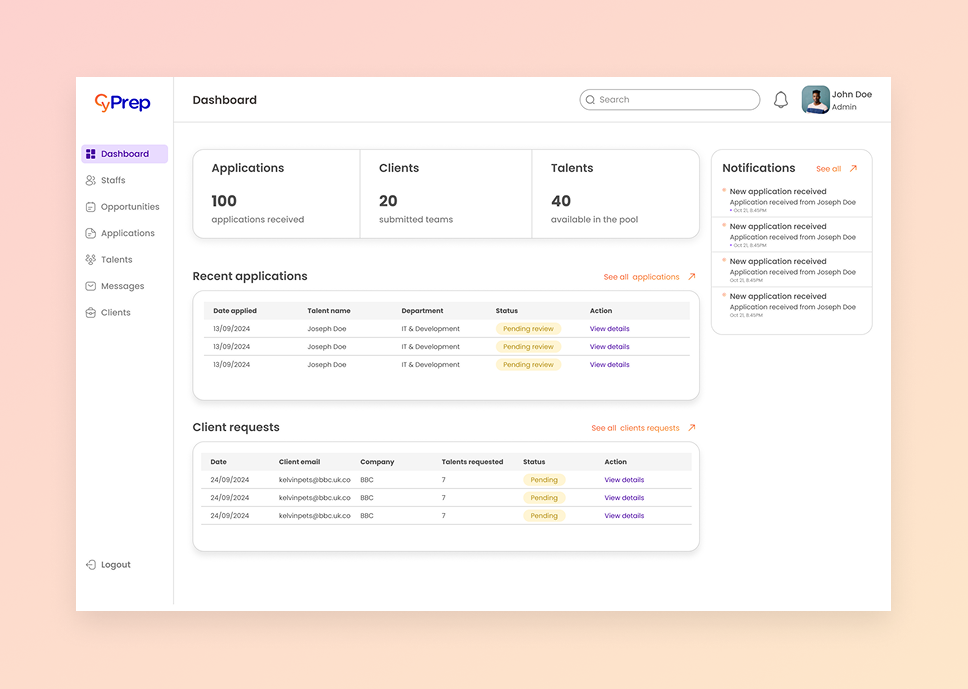 CyPrep
Dashboard
Search
John Doe
Admin
Dashboard
Staffs
Opportunities
Applications
Talents
Messages
Clients
Logout
Applications
100
applications received
Clients
20
submitted teams
Talents
40
available in the pool
Notifications
See all
New application received
Application received from Joseph Doe
Oct 21, 8:45PM
New application received
Application received from Joseph Doe
Oct 21, 8:45PM
New application received
Application received from Joseph Doe
Oct 21, 8:45PM
New application received
Application received from Joseph Doe
Oct 21, 8:45PM
Recent applications
See all applications
Date applied Talent name Department Status Action
13/09/2024 Joseph Doe IT & Development Pending review View details
13/09/2024 Joseph Doe IT & Development Pending review View details
13/09/2024 Joseph Doe IT & Development Pending review View details
Client requests
See all clients requests
Date Client email Company Talents requested Status Action
24/09/2024 kelvinpets@bbc.uk.co BBC 7 Pending View details
24/09/2024 kelvinpets@bbc.uk.co BBC 7 Pending View details
24/09/2024 kelvinpets@bbc.uk.co BBC 7 Pending View details